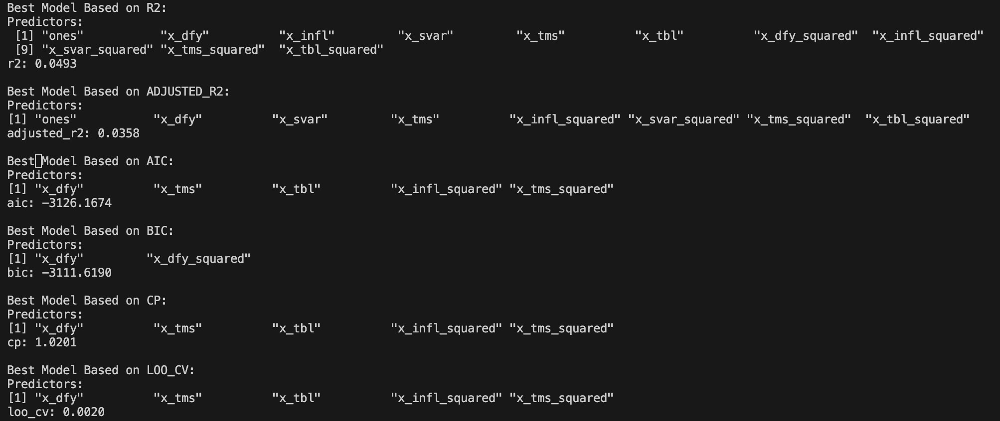 Best Model Based on R2:
Predictors:
 [1] "ones"           "x_dfy"          "x_infl"         "x_svar"         "x_tms"          "x_tbl"          "x_dfy_squared"  "x_infl_squared"
 [9] "x_svar_squared" "x_tms_squared"  "x_tbl_squared"
r2: 0.0493

Best Model Based on ADJUSTED_R2:
Predictors:
[1] "ones"           "x_dfy"          "x_svar"         "x_tms"          "x_infl_squared" "x_svar_squared" "x_tms_squared"  "x_tbl_squared"
adjusted_r2: 0.0358

Best Model Based on AIC:
Predictors:
[1] "x_dfy"          "x_tms"          "x_tbl"          "x_infl_squared" "x_tms_squared"
aic: -3126.1674

Best Model Based on BIC:
Predictors:
[1] "x_dfy"         "x_dfy_squared"
bic: -3111.6190

Best Model Based on CP:
Predictors:
[1] "x_dfy"          "x_tms"          "x_tbl"          "x_infl_squared" "x_tms_squared"
cp: 1.0201

Best Model Based on LOO_CV:
Predictors:
[1] "x_dfy"          "x_tms"          "x_tbl"          "x_infl_squared" "x_tms_squared"
loo_cv: 0.0020